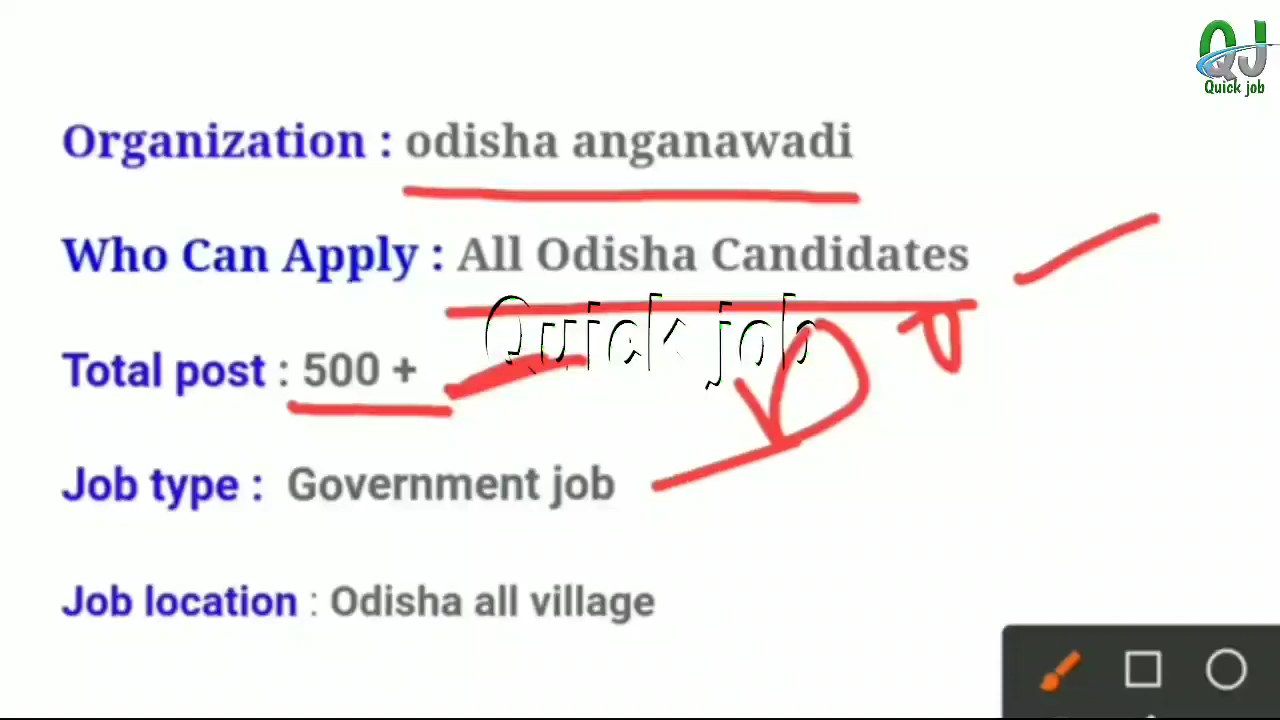 QJ
Quick job
Organization : odisha anganawadi
Who Can Apply : All Odisha Candidates
Quick job
Total post : 500 +
Job type : Government job
Job location : Odisha all village